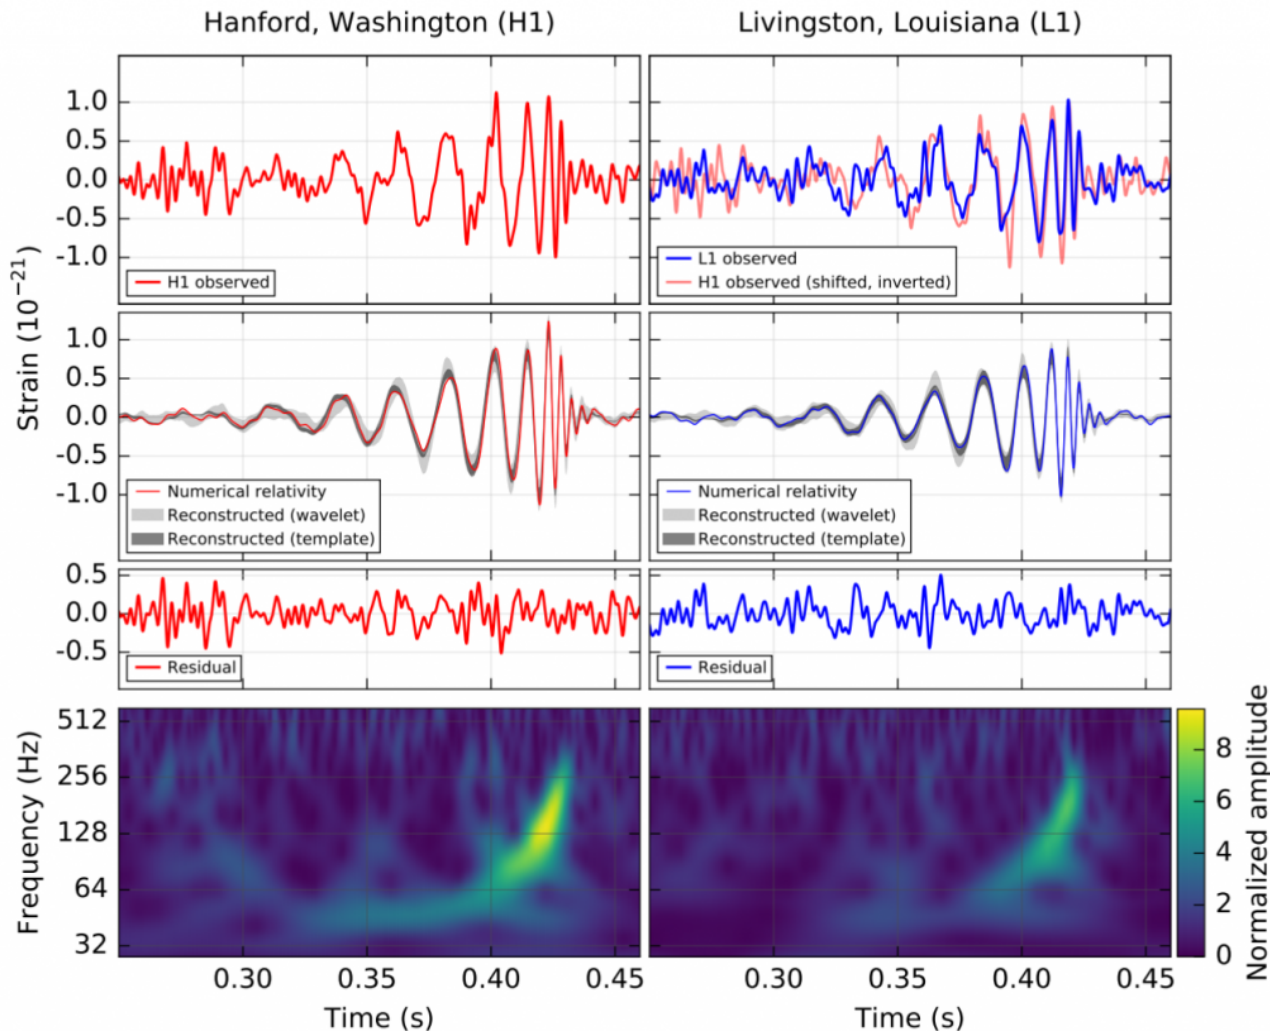 Hanford, Washington (H1)
Livingston, Louisiana (L1)
Strain (10⁻²¹)
1.0
0.5
0.0
-0.5
-1.0
H1 observed
L1 observed
H1 observed (shifted, inverted)
1.0
0.5
0.0
-0.5
-1.0
Numerical relativity
Reconstructed (wavelet)
Reconstructed (template)
Numerical relativity
Reconstructed (wavelet)
Reconstructed (template)
0.5
0.0
-0.5
Residual
Residual
Frequency (Hz)
512
256
128
64
32
0.30
0.35
0.40
0.45
Time (s)
0.30
0.35
0.40
0.45
Time (s)
8
6
4
2
0
Normalized amplitude